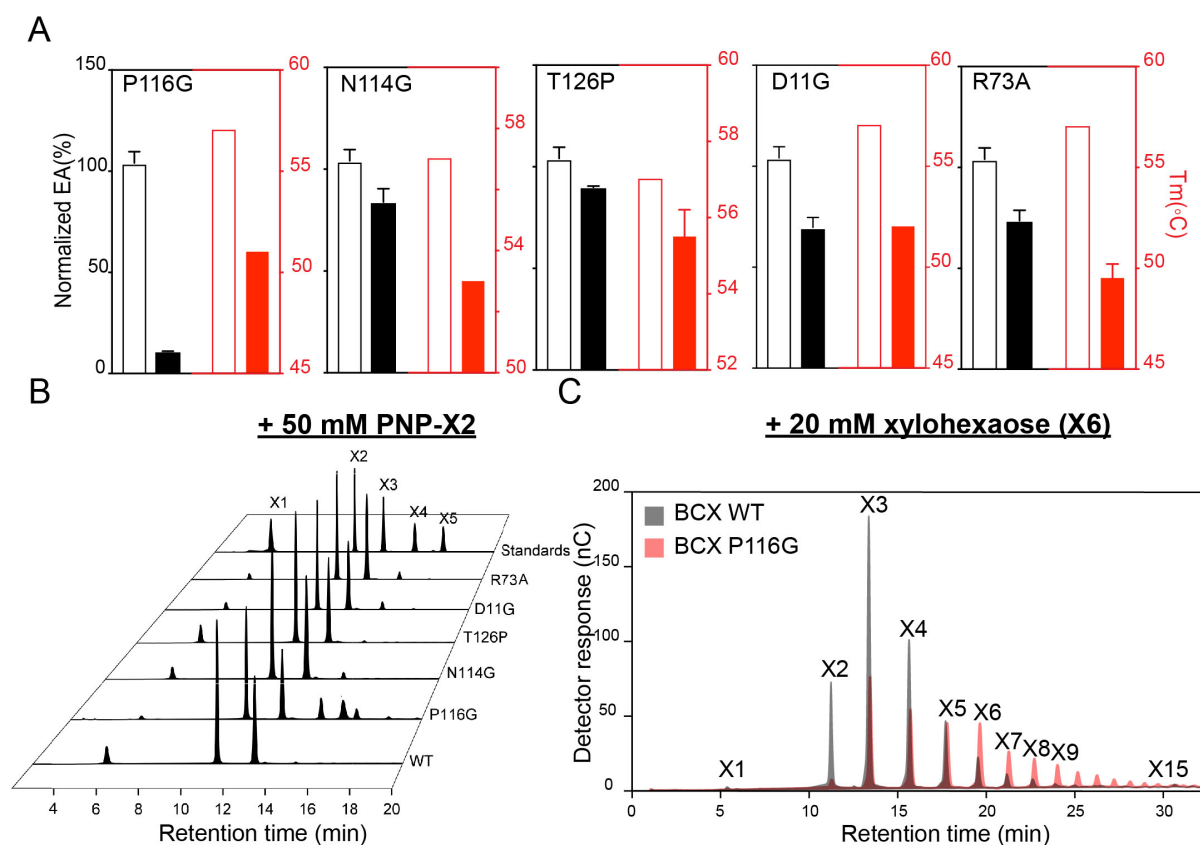 A
P116G
N114G
T126P
D11G
R73A
Normalized EA(%)
150
100
50
0
60
55
50
45
58
54
50
60
58
56
54
52
60
55
50
45
60
55
50
45
Tm(°C)
B
+ 50 mM PNP-X2
X1
X2
X3
X4
X5
Standards
R73A
D11G
T126P
N114G
P116G
WT
4 6 8 10 12 14 16 18 20
Retention time (min)
C
+ 20 mM xylohexaose (X6)
BCX WT
BCX P116G
Detector response (nC)
200
150
100
50
0
X1
X2
X3
X4
X5
X6
X7
X8
X9
X15
0 5 10 15 20 25 30
Retention time (min)